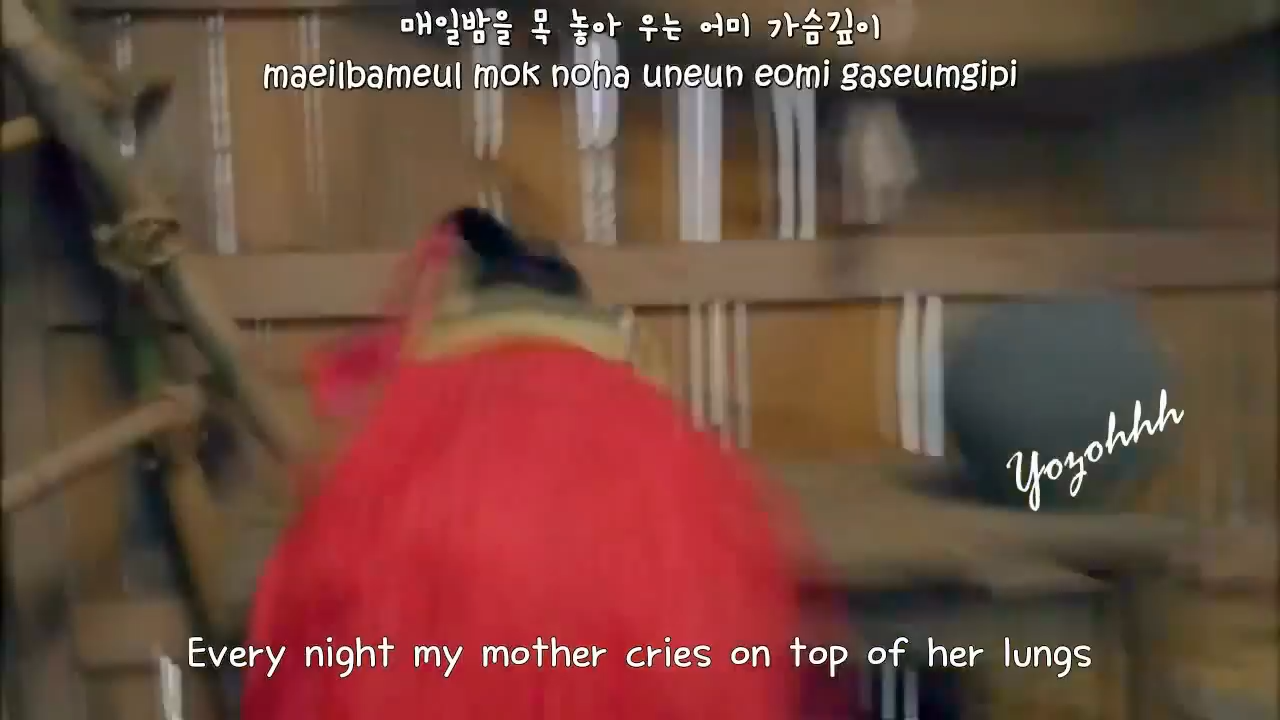 매일밤을 목 놓아 우는 어미 가슴깊이
maeilbameul mok noha uneun eomi gaseumgipi
Yozohhh
Every night my mother cries on top of her lungs